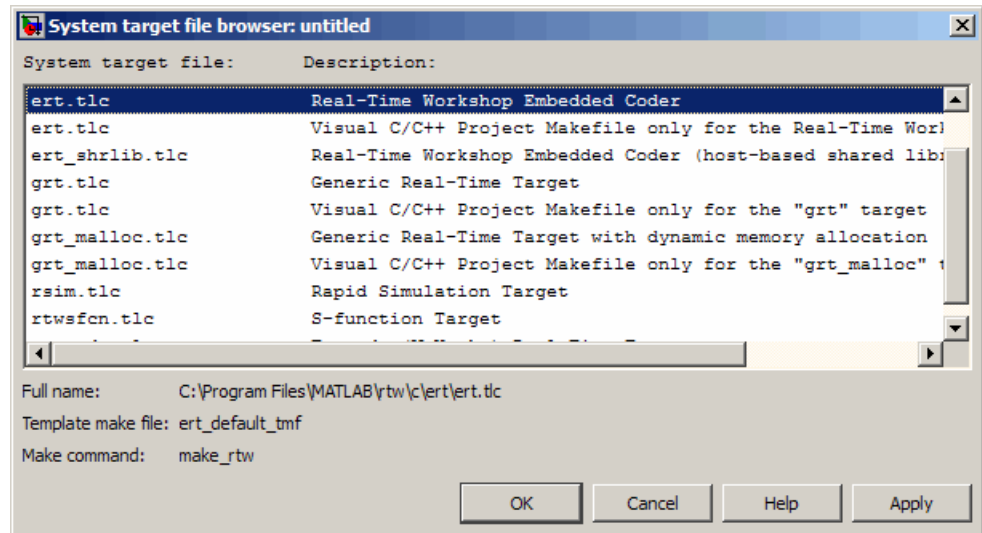 System target file browser: untitled
System target file: Description:
ert.tlc Real-Time Workshop Embedded Coder
ert.tlc Visual C/C++ Project Makefile only for the Real-Time
ert_shrlib.tlc Real-Time Workshop Embedded Coder (host-based shared
grt.tlc Generic Real-Time Target
grt.tlc Visual C/C++ Project Makefile only for the "grt" target
grt_malloc.tlc Generic Real-Time Target with dynamic memory allocation
grt_malloc.tlc Visual C/C++ Project Makefile only for the "grt_malloc"
rsim.tlc Rapid Simulation Target
rtwsfcn.tlc S-function Target
Full name: C:\Program Files\MATLAB\rtw\c\ert\ert.tlc
Template make file: ert_default_tmf
Make command: make_rtw
OK Cancel Help Apply